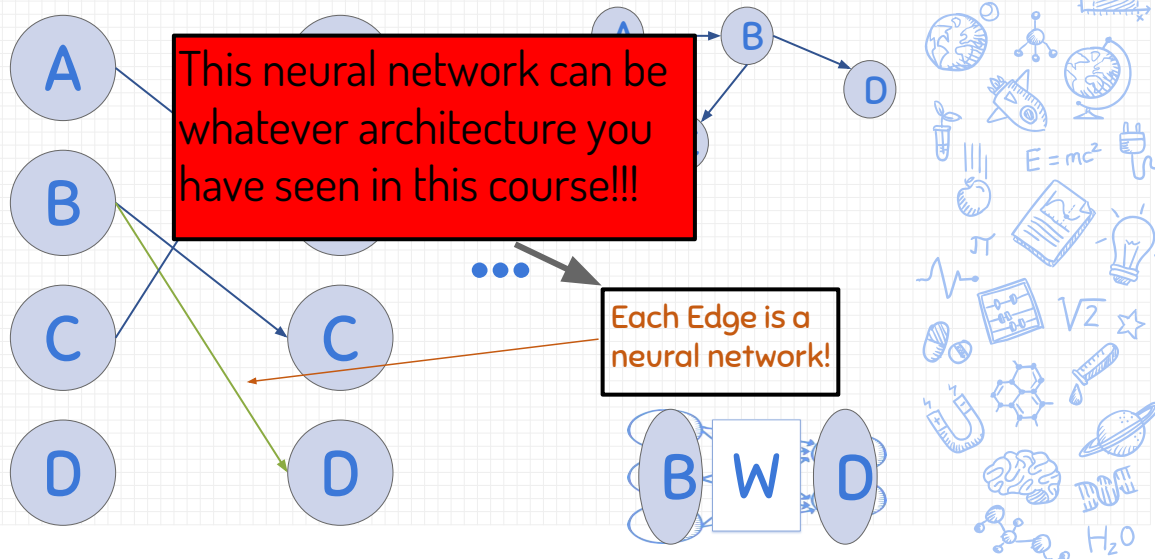 A
B
C
D
This neural network can be
whatever architecture you
have seen in this course!!!
C
D
A
B
D
Each Edge is a
neural network!
B W D
E = mc²
π
√2
H₂O